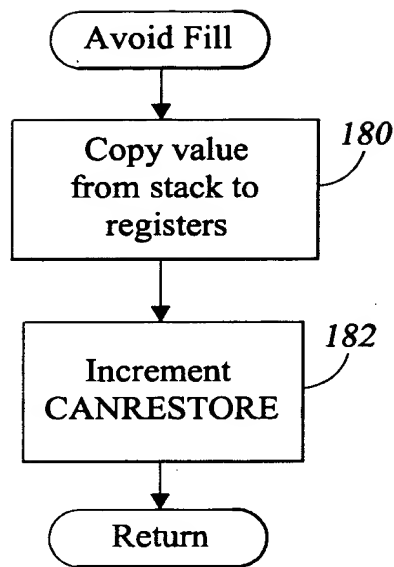 Avoid Fill
Copy value
from stack to
registers
180
Increment
CANRESTORE
182
Return